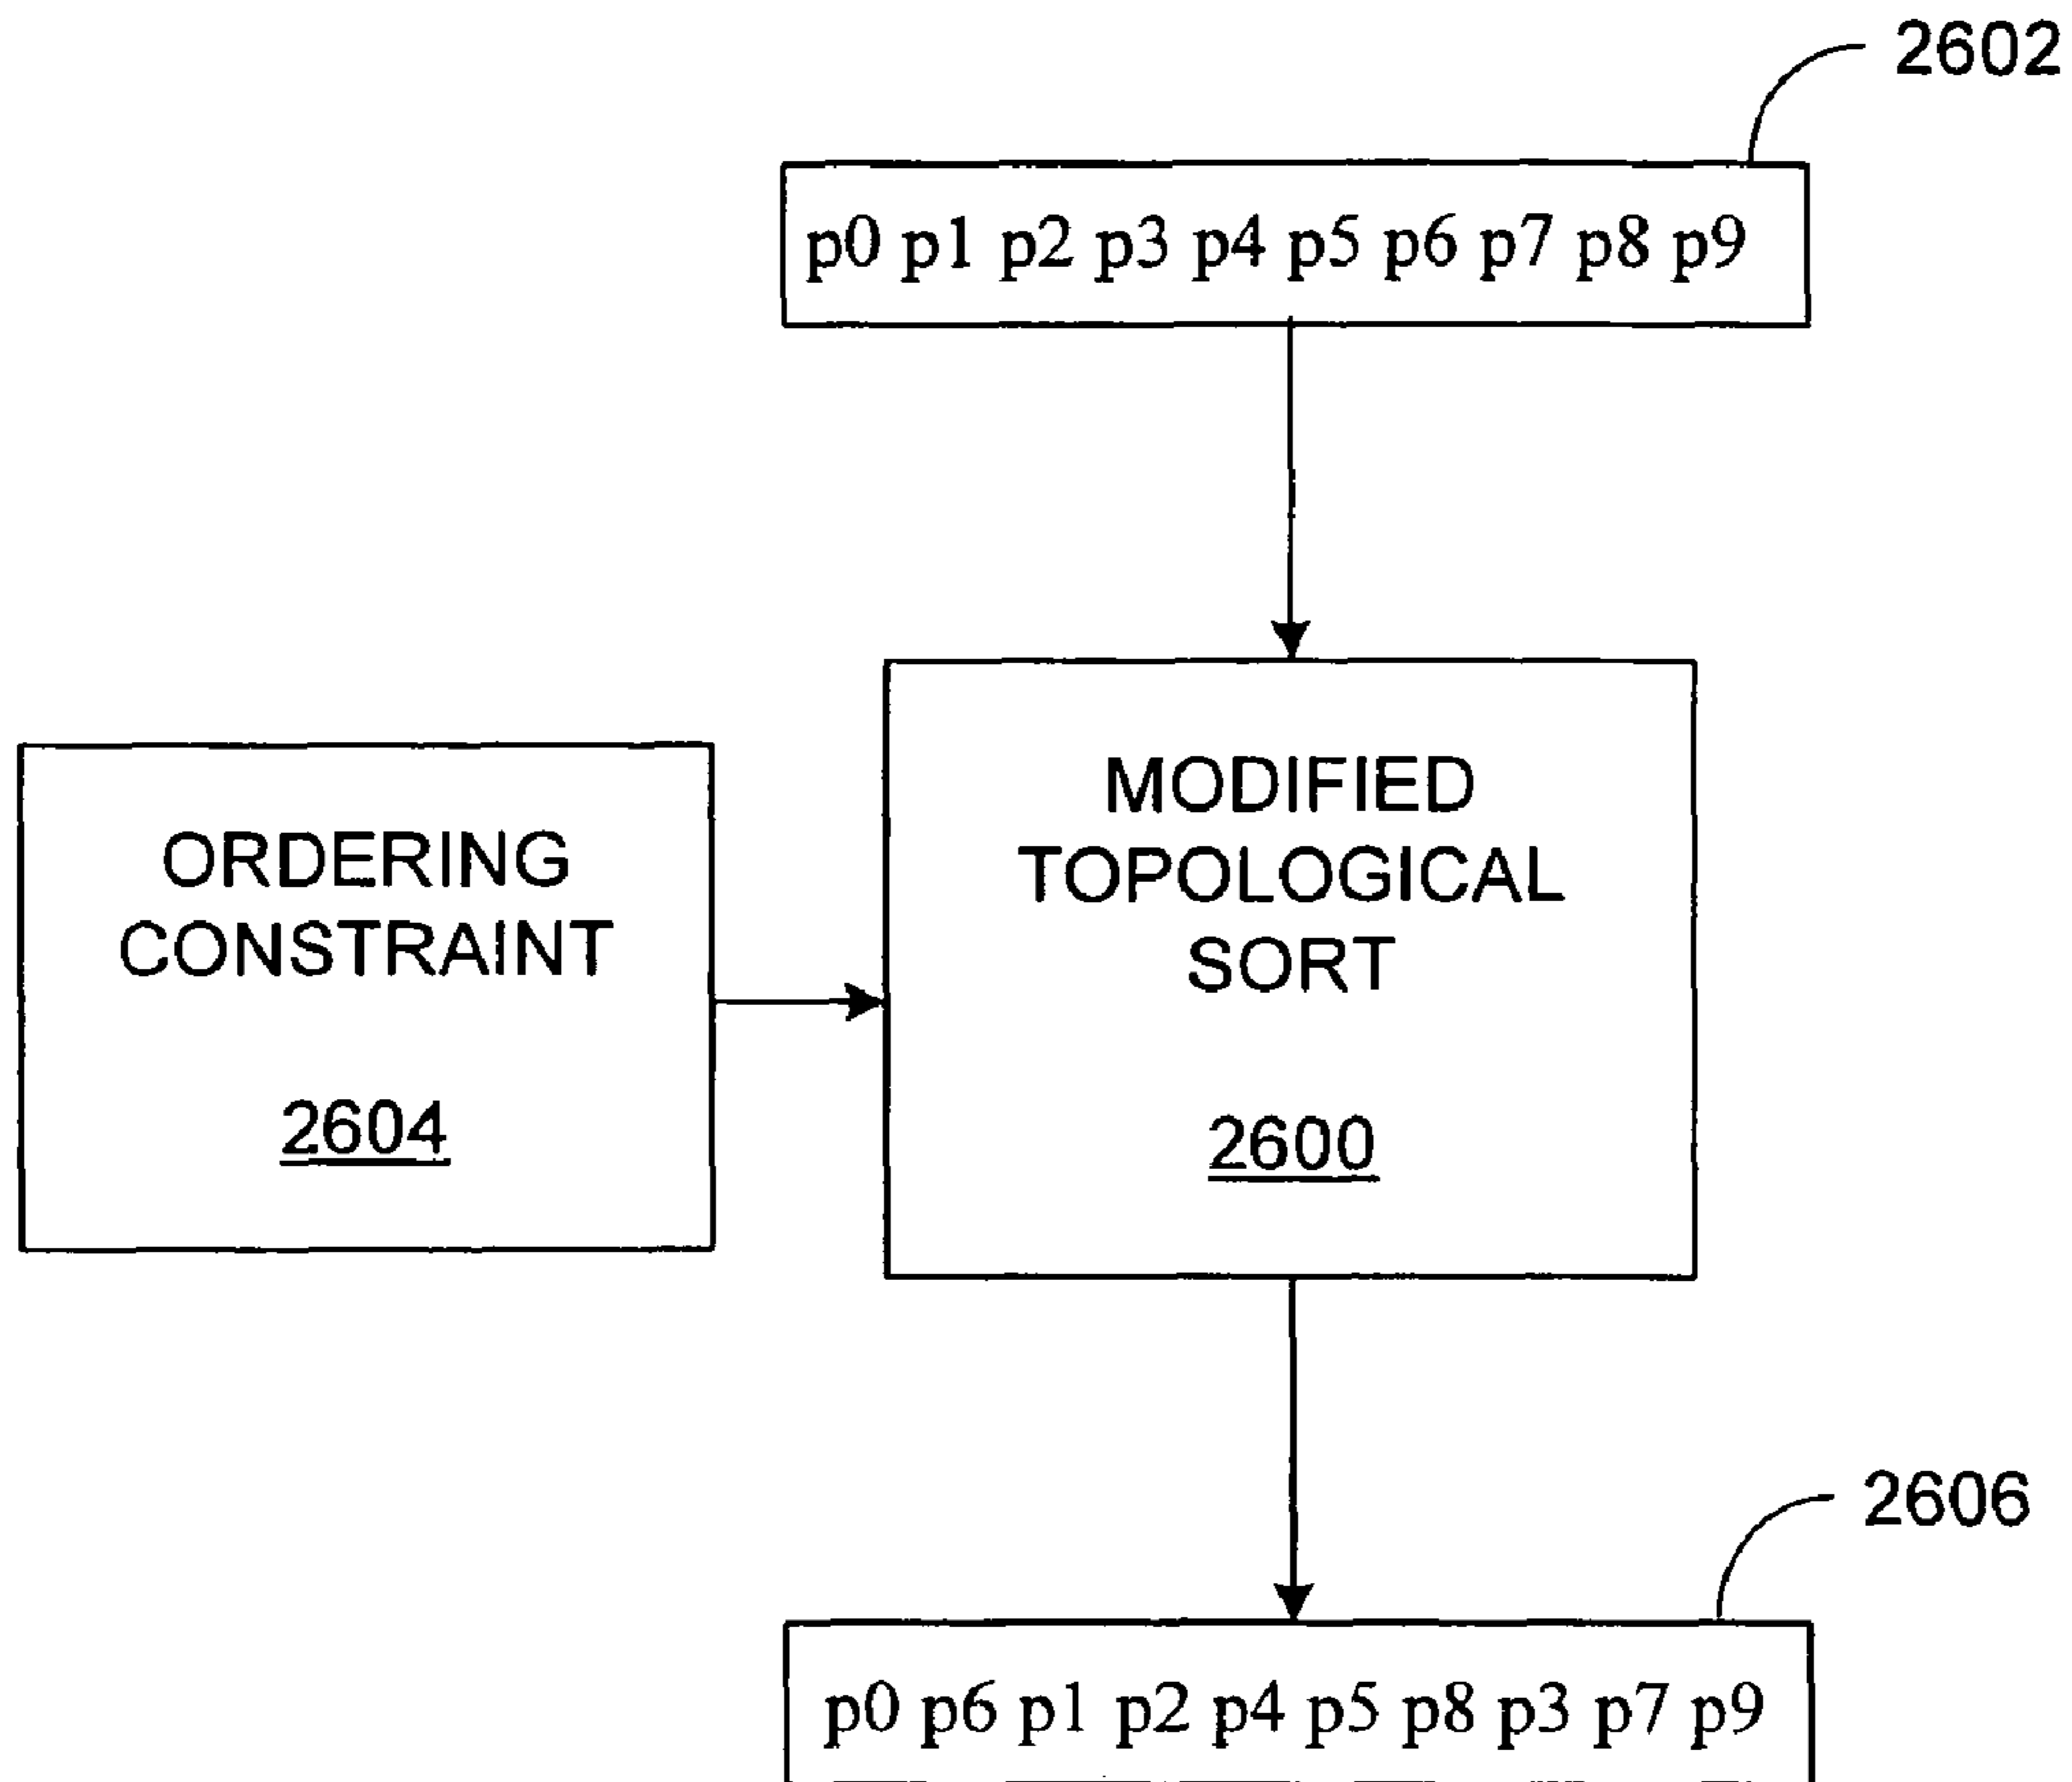 2602
p0 p1 p2 p3 p4 p5 p6 p7 p8 p9
MODIFIED
TOPOLOGICAL
SORT
2600
ORDERING
CONSTRAINT
2604
2606
p0 p6 p1 p2 p4 p5 p8 p3 p7 p9